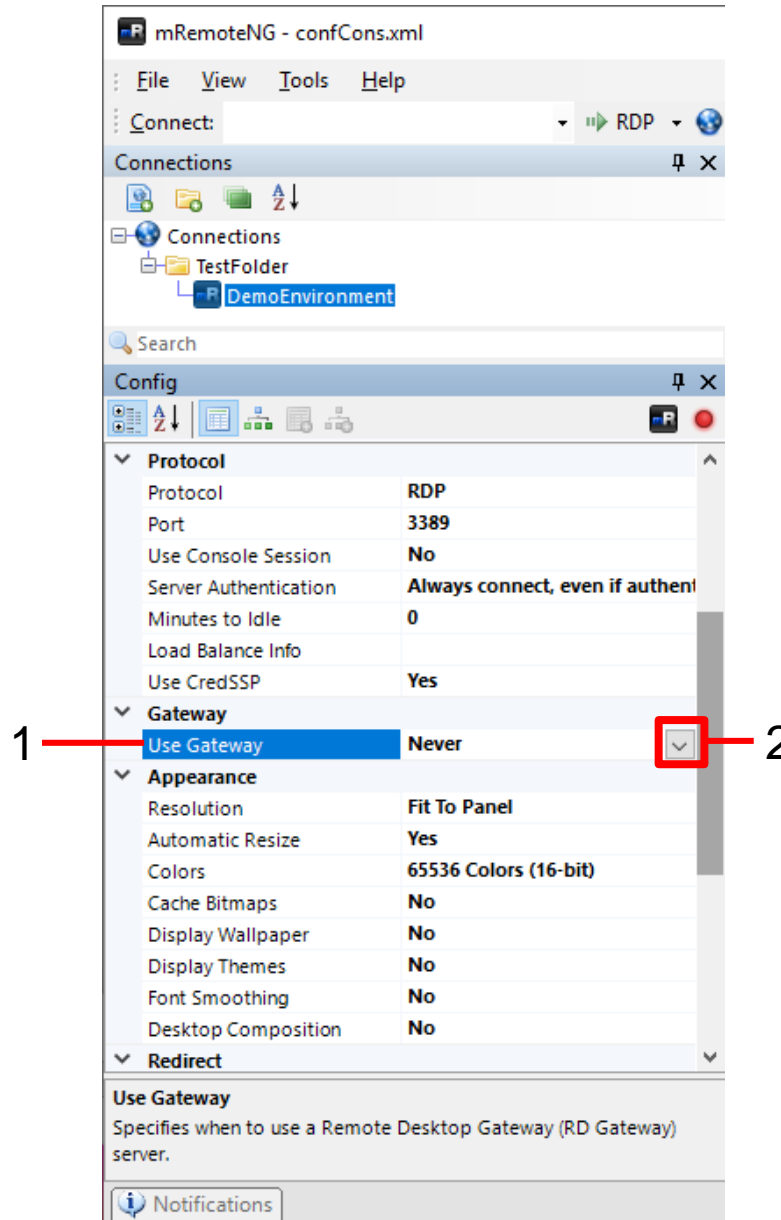 mRemoteNG - confCons.xml
File View Tools Help
Connect: RDP
Connections
Connections
TestFolder
DemoEnvironment
Search
Config
Protocol
Protocol RDP
Port 3389
Use Console Session No
Server Authentication Always connect, even if authent
Minutes to Idle 0
Load Balance Info
Use CredSSP Yes
Gateway
1 Use Gateway Never 2
Appearance
Resolution Fit To Panel
Automatic Resize Yes
Colors 65536 Colors (16-bit)
Cache Bitmaps No
Display Wallpaper No
Display Themes No
Font Smoothing No
Desktop Composition No
Redirect
Use Gateway
Specifies when to use a Remote Desktop Gateway (RD Gateway)
server.
Notifications